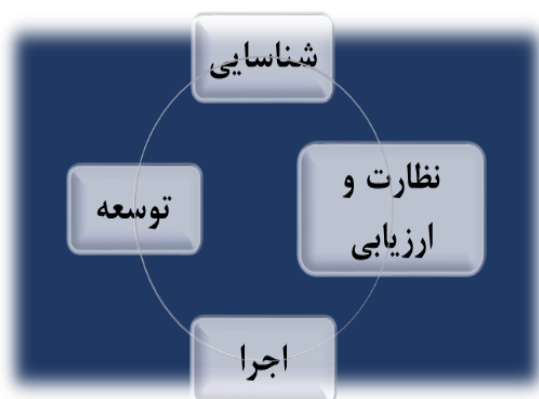 شناسایی
نظارت و
ارزیابی
توسعه
اجرا